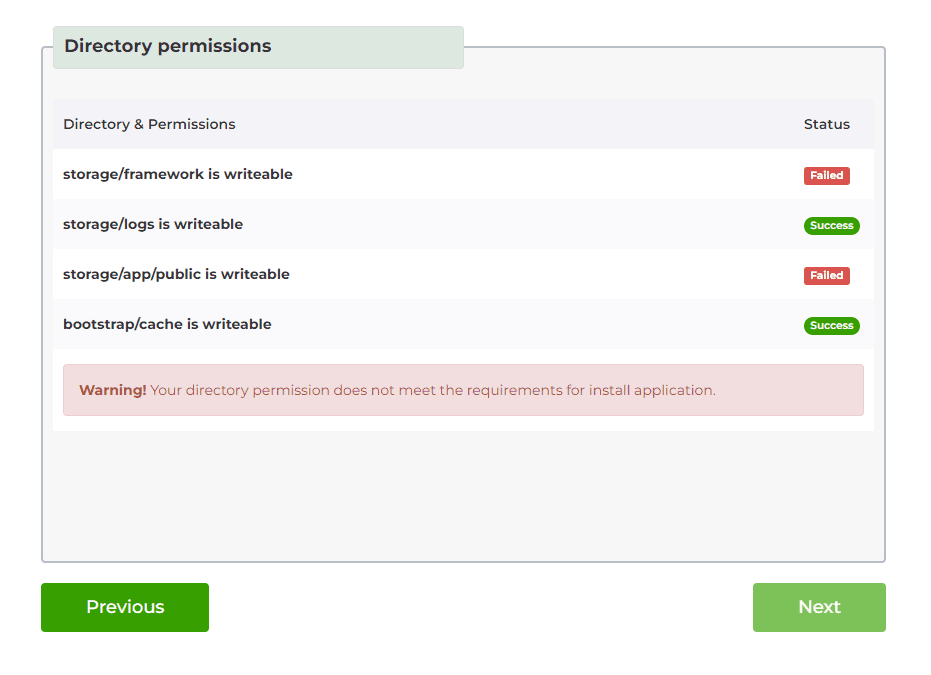 Directory permissions
Directory & Permissions Status
storage/framework is writeable Failed
storage/logs is writeable Success
storage/app/public is writeable Failed
bootstrap/cache is writeable Success
Warning! Your directory permission does not meet the requirements for install application.
Previous Next